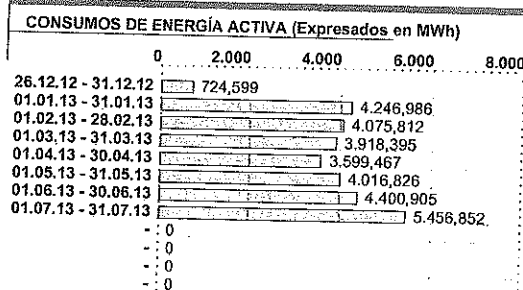 CONSUMOS DE ENERGÍA ACTIVA (Expresados en MWh)
0 2.000 4.000 6.000 8.000
26.12.12 - 31.12.12 724,599
01.01.13 - 31.01.13 4.246,986
01.02.13 - 28.02.13 4.075,812
01.03.13 - 31.03.13 3.918,395
01.04.13 - 30.04.13 3.599,467
01.05.13 - 31.05.13 4.016,826
01.06.13 - 30.06.13 4.400,905
01.07.13 - 31.07.13 5.456,852
- 0
- 0
- 0
- 0